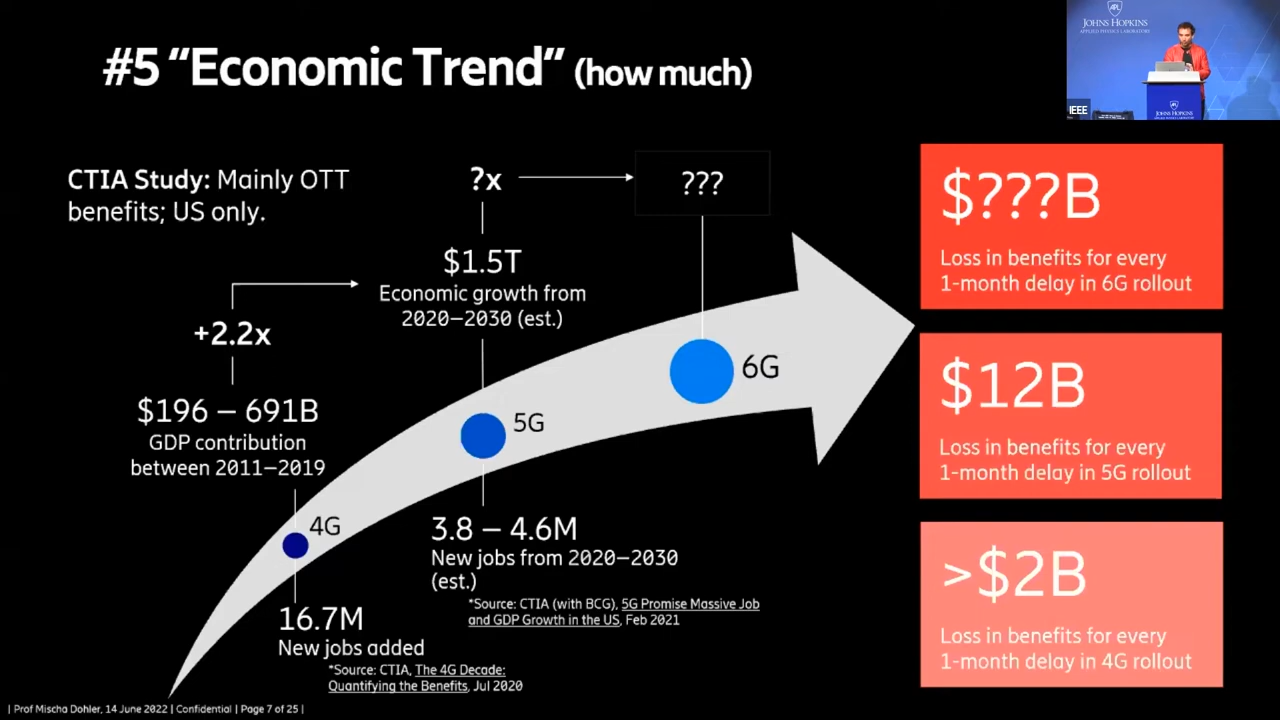 #5 “Economic Trend” (how much)
JOHNS HOPKINS
APPLIED PHYSICS LABORATORY
IEEE
JOHNS HOPKINS
CTIA Study: Mainly OTT
benefits; US only.
?x
???
$1.5T
Economic growth from
2020–2030 (est.)
+2.2x
$196 – 691B
GDP contribution
between 2011–2019
4G
5G
6G
16.7M
New jobs added
*Source: CTIA, The 4G Decade:
Quantifying the Benefits, Jul 2020
3.8 – 4.6M
New jobs from 2020–2030
(est.)
*Source: CTIA (with BCG), 5G Promise Massive Job
and GDP Growth in the US, Feb 2021
$???B
Loss in benefits for every
1-month delay in 6G rollout
$12B
Loss in benefits for every
1-month delay in 5G rollout
>$2B
Loss in benefits for every
1-month delay in 4G rollout
| Prof Mischa Dohler, 14 June 2022 | Confidential | Page 7 of 25 |